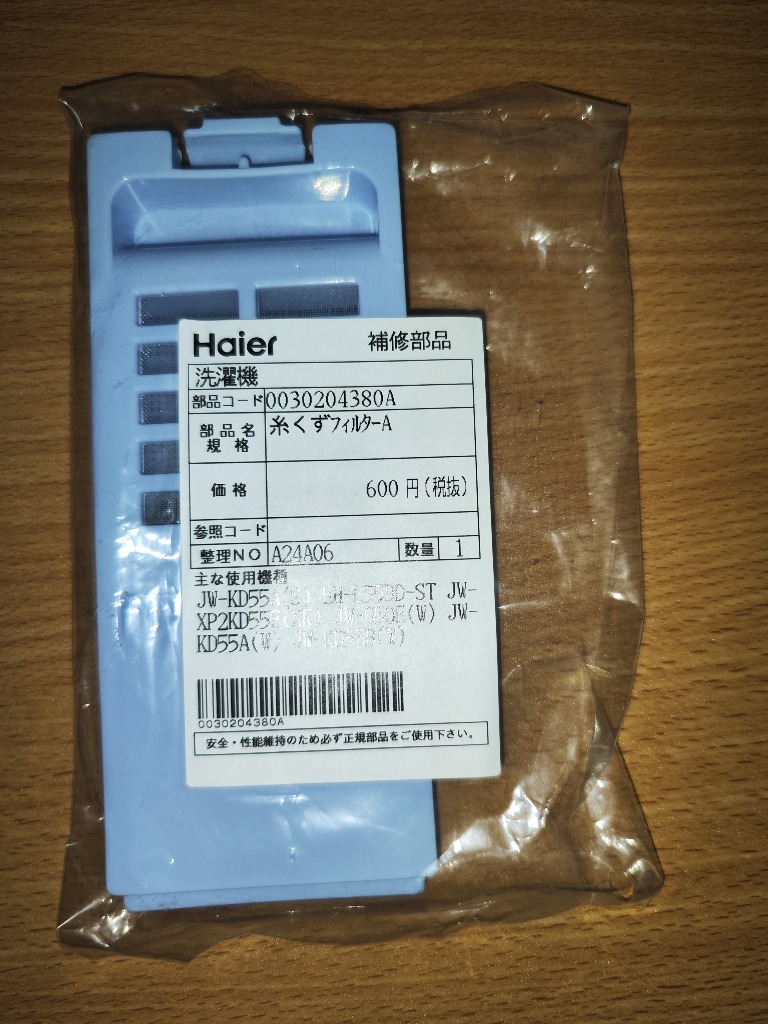 Haier 補修部品
洗濯機
部品コード 0030204380A
部品名 糸くずフィルターA
規格
価格 600 円(税抜)
参照コード
整理NO A24A06 数量 1
主な使用機種
JW-KD55 -ST JW-
XP2KD55 (W) JW-
KD55A(W)
0030204380A
安全・性能維持のため必ず正規部品をご使用下さい。